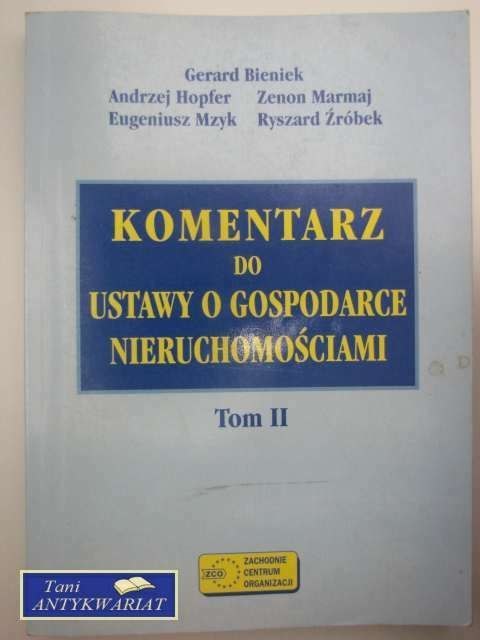 Gerard Bieniek
Andrzej Hopfer Zenon Marmaj
Eugeniusz Mzyk Ryszard Źróbek
KOMENTARZ
DO
USTAWY O GOSPODARCE
NIERUCHOMOŚCIAMI
Tom II
ZCO
ZACHODNIE
CENTRUM
ORGANIZACJI
Tani
ANTYKWARIAT